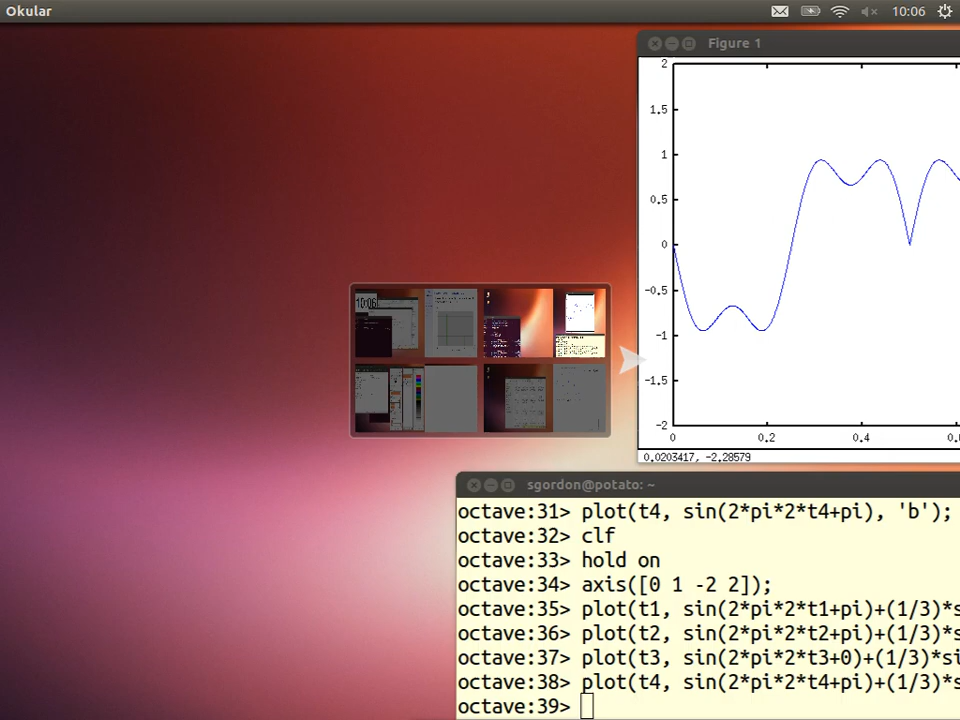 Okular
10:06
Figure 1
2
1.5
1
0.5
0
-0.5
-1
-1.5
-2
0
0.2
0.4
0.0203417, -2.28579
10:06
sgordon@potato: ~
octave:31> plot(t4, sin(2*pi*2*t4+pi), 'b');
octave:32> clf
octave:33> hold on
octave:34> axis([0 1 -2 2]);
octave:35> plot(t1, sin(2*pi*2*t1+pi)+(1/3)*s
octave:36> plot(t2, sin(2*pi*2*t2+pi)+(1/3)*s
octave:37> plot(t3, sin(2*pi*2*t3+0)+(1/3)*si
octave:38> plot(t4, sin(2*pi*2*t4+pi)+(1/3)*s
octave:39>